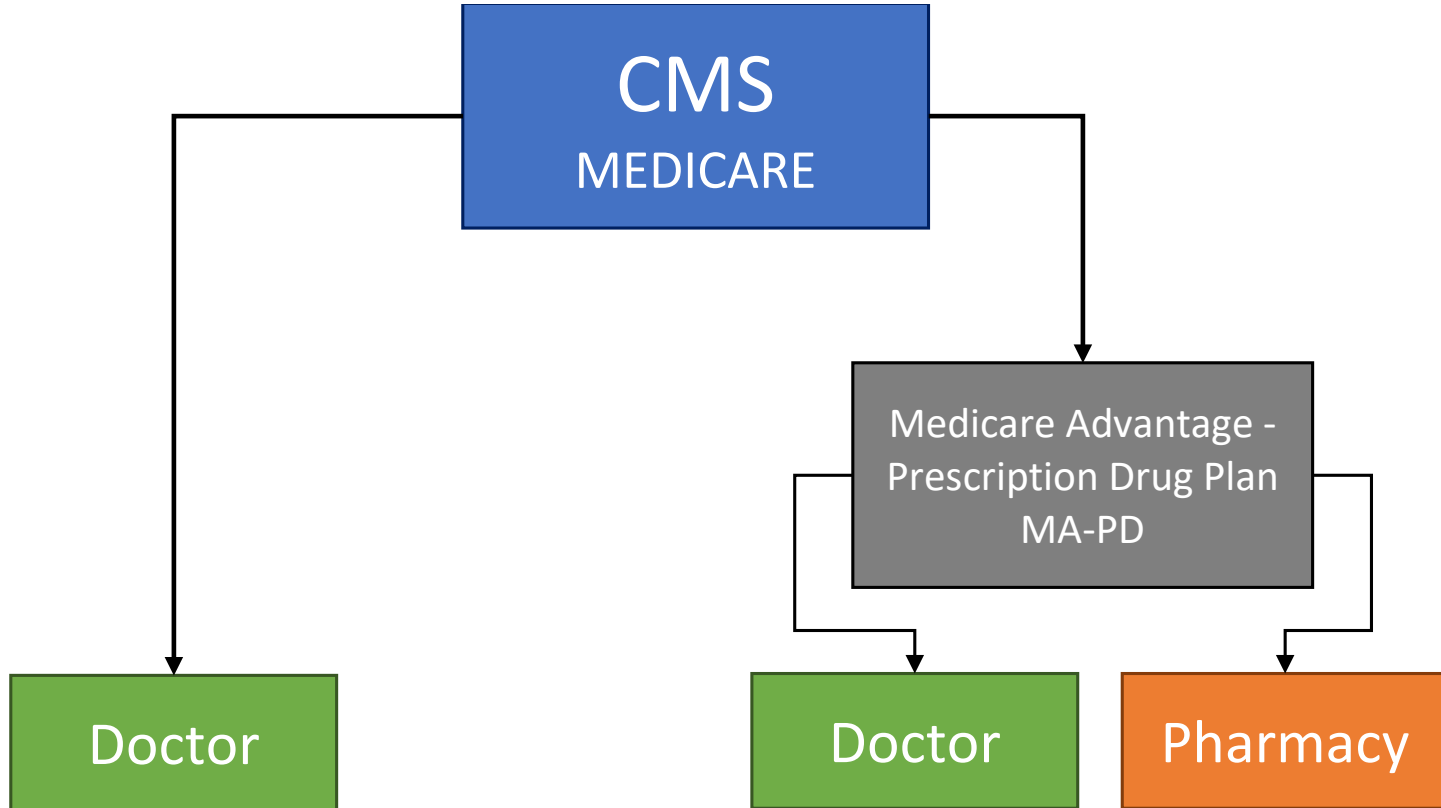 CMS
MEDICARE
Medicare Advantage -
Prescription Drug Plan
MA-PD
Doctor
Doctor
Pharmacy